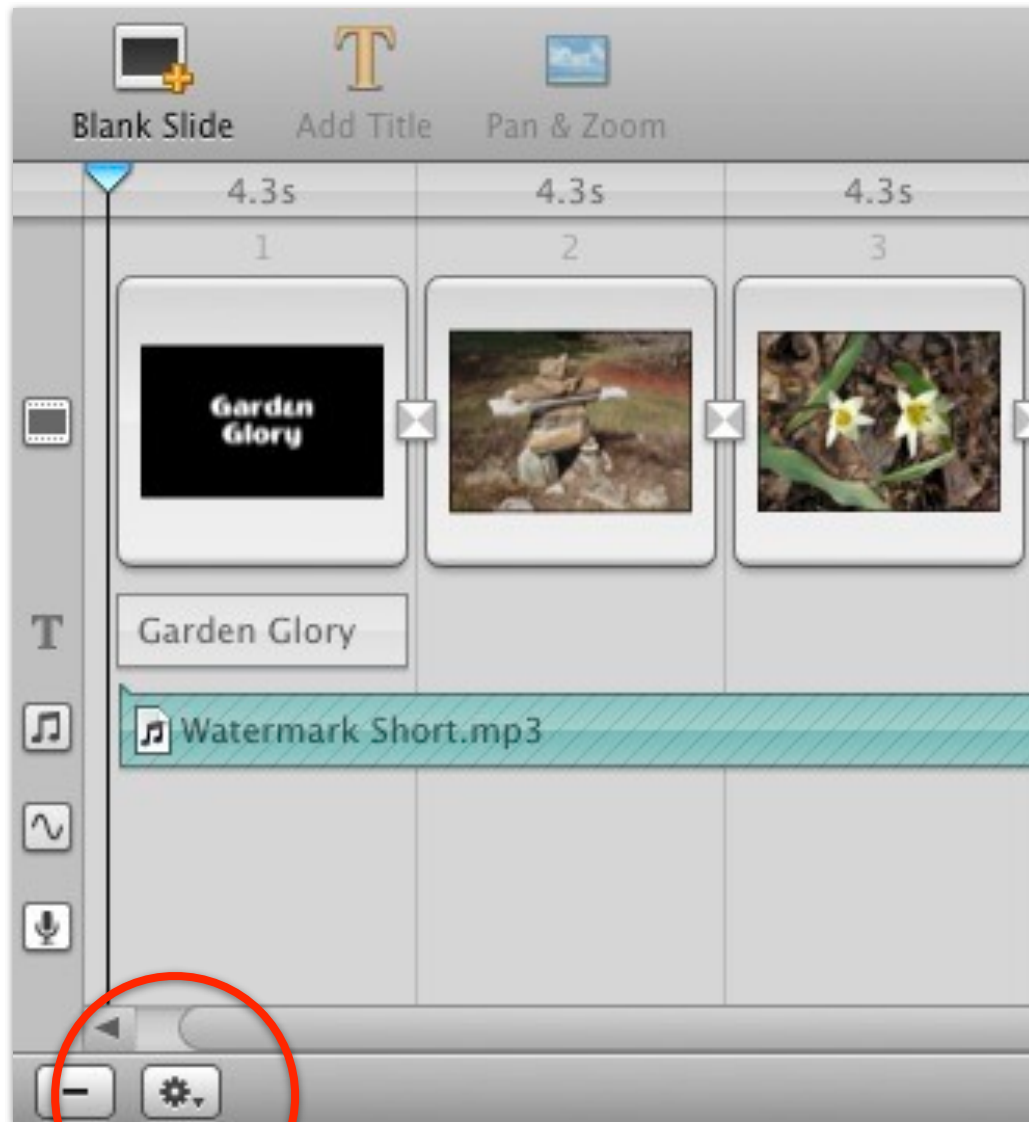 Blank Slide Add Title Pan & Zoom
4.3s 4.3s 4.3s
1 2 3
Garden
Glory
T Garden Glory
Watermark Short.mp3